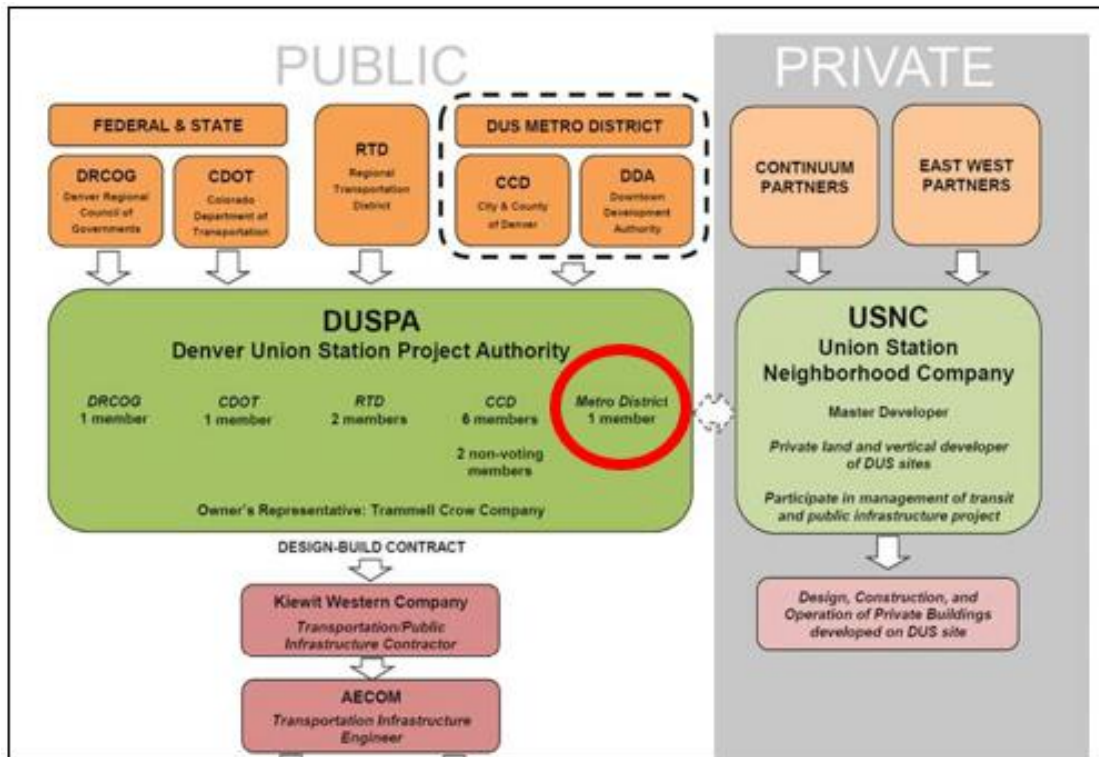 PUBLIC
PRIVATE
FEDERAL & STATE
DRCOG
Denver Regional
Council of
Governments
CDOT
Colorado
Department of
Transportation
RTD
Regional
Transportation
District
DUS METRO DISTRICT
CCD
City & County
of Denver
DDA
Downtown
Development
Authority
CONTINUUM
PARTNERS
EAST WEST
PARTNERS
DUSPA
Denver Union Station Project Authority
DRCOG
1 member
CDOT
1 member
RTD
2 members
CCD
6 members
2 non-voting
members
Metro District
1 member
Owner's Representative: Trammell Crow Company
USNC
Union Station
Neighborhood Company
Master Developer
Private land and vertical developer
of DUS sites
Participate in management of transit
and public infrastructure project
DESIGN-BUILD CONTRACT
Kiewit Western Company
Transportation/Public
Infrastructure Contractor
AECOM
Transportation Infrastructure
Engineer
Design, Construction, and
Operation of Private Buildings
developed on DUS site